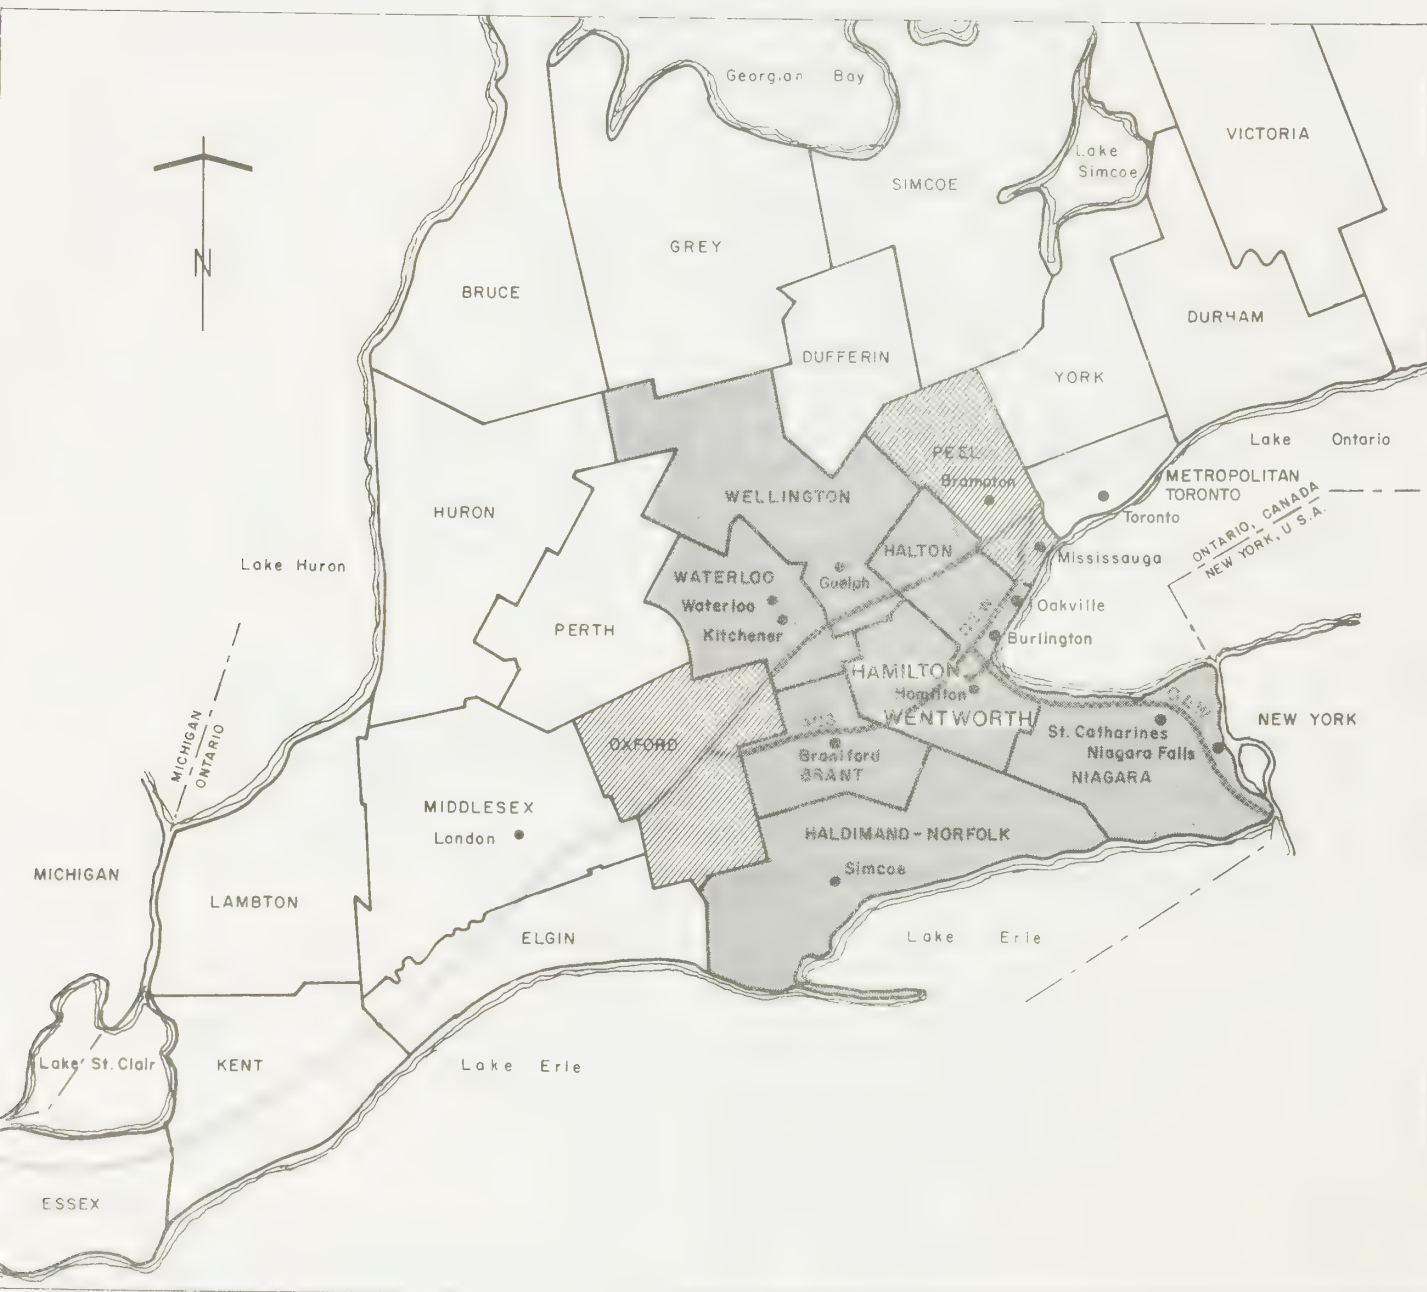 Georgian Bay
VICTORIA
Lake
Simcoe
SIMCOE
N
GREY
BRUCE
DURHAM
DUFFERIN
YORK
Lake Ontario
PEEL
Brampton
METROPOLITAN
TORONTO
Toronto
ONTARIO, CANADA
NEW YORK, U.S.A.
WELLINGTON
HURON
HALTON
Mississauga
Lake Huron
WATERLOO
Guelph
Waterloo
Oakville
Kitchener
PERTH
Burlington
HAMILTON
Hamilton
WENTWORTH
Q.E.W.
403
MICHIGAN
ONTARIO
OXFORD
St. Catharines
Niagara Falls
NIAGARA
NEW YORK
Brantford
BRANT
MIDDLESEX
London
HALDIMAND-NORFOLK
Simcoe
MICHIGAN
LAMBTON
ELGIN
Lake Erie
Lake St. Clair
KENT
Lake Erie
ESSEX